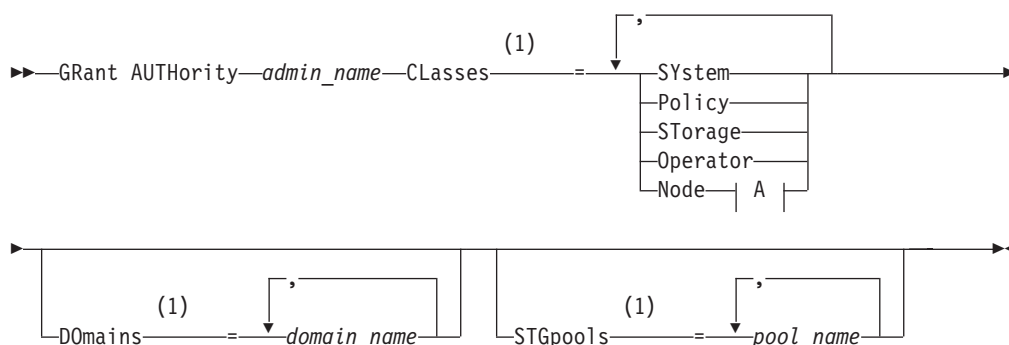 ,
(1)
GRant AUTHority admin_name CLasses = SYstem
Policy
STorage
Operator
Node A
, ,
(1) (1)
DOmains = domain_name STGpools = pool_name